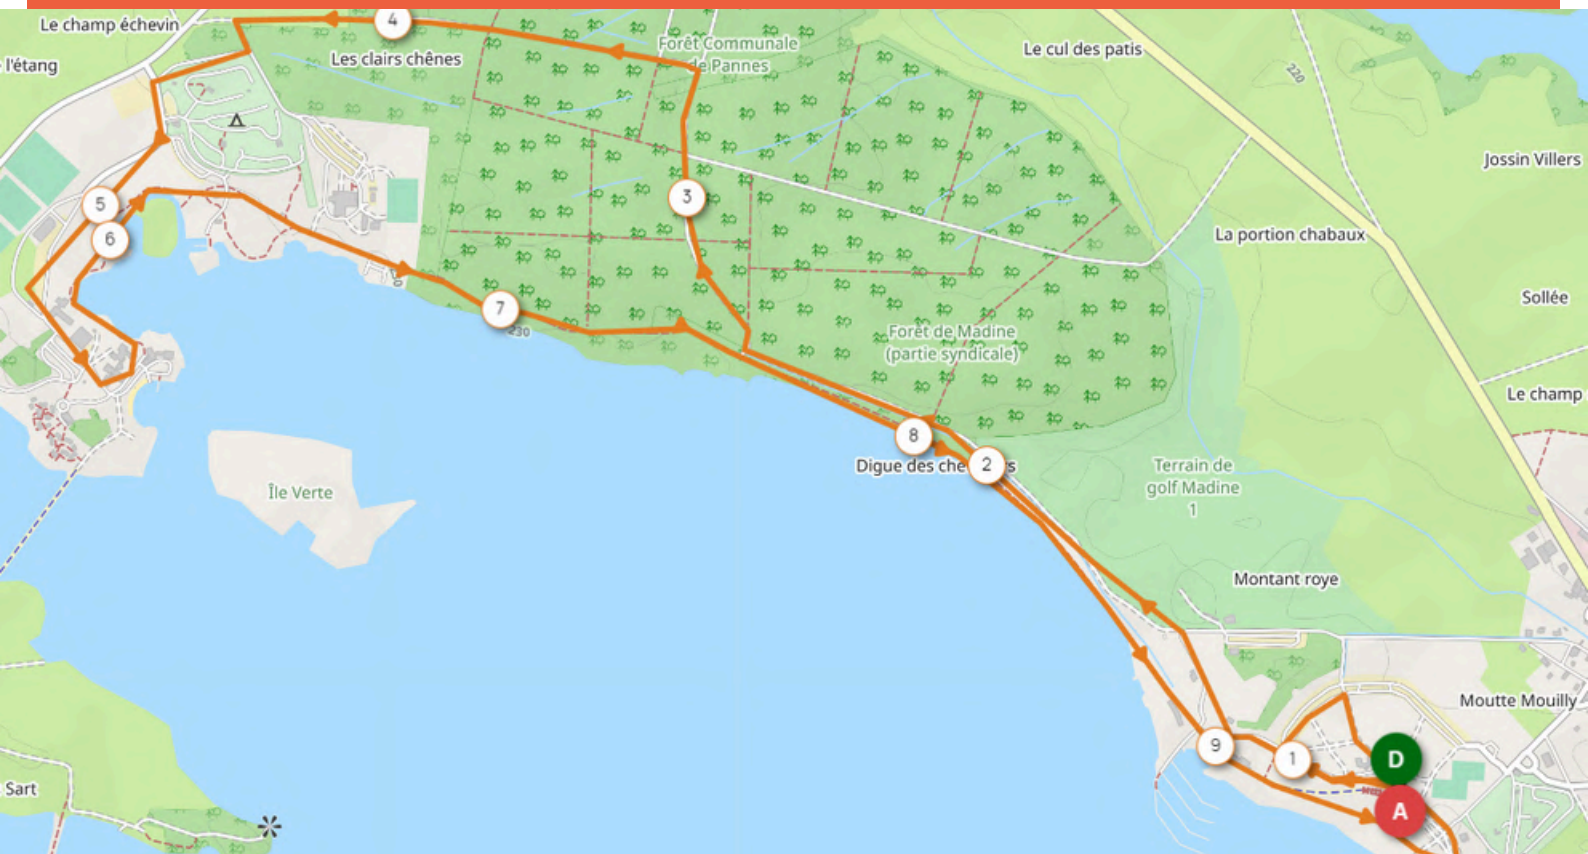 Le champ échevin
4
Forêt Communale
de Pannes
Le cul des patis
l'étang
Les clairs chênes
220
Jossin Villers
5
3
6
La portion chabaux
Sollée
7
230
Forêt de Madine
(partie syndicale)
Le champ
8
Digue des che
2
s
Terrain de
golf Madine
1
Île Verte
Montant roye
Moutte Mouilly
9
1
D
Sart
A